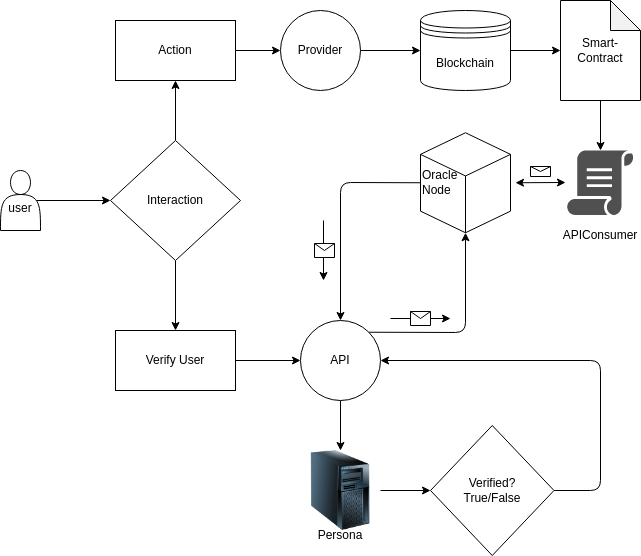 Action
Provider
Blockchain
Smart-
Contract
user
Interaction
Oracle
Node
APIConsumer
Verify User
API
Persona
Verified?
True/False